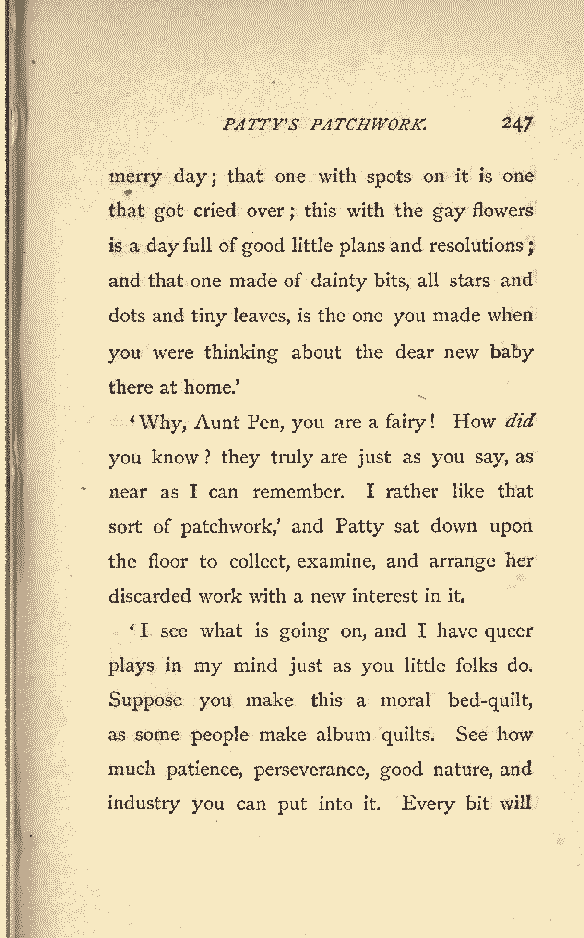 PATTY'S PATCHWORK. 247
merry day; that one with spots on it is one
that got cried over; this with the gay flowers
is a day full of good little plans and resolutions;
and that one made of dainty bits, all stars and
dots and tiny leaves, is the one you made when
you were thinking about the dear new baby
there at home.'
'Why, Aunt Pen, you are a fairy! How did
you know? they truly are just as you say, as
near as I can remember. I rather like that
sort of patchwork,' and Patty sat down upon
the floor to collect, examine, and arrange her
discarded work with a new interest in it.
'I see what is going on, and I have queer
plays in my mind just as you little folks do.
Suppose you make this a moral bed-quilt,
as some people make album quilts. See how
much patience, perseverance, good nature, and
industry you can put into it. Every bit will